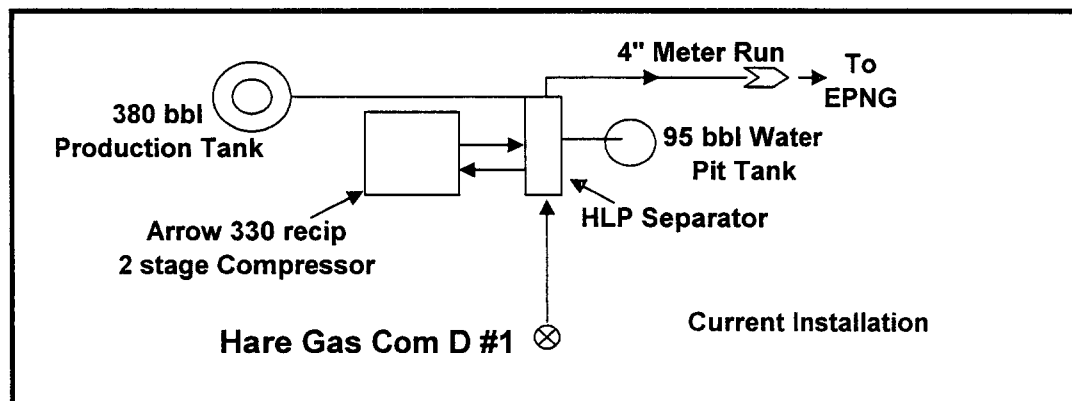 4" Meter Run
To
EPNG
380 bbl
Production Tank
95 bbl Water
Pit Tank
HLP Separator
Arrow 330 recip
2 stage Compressor
Hare Gas Com D #1
Current Installation